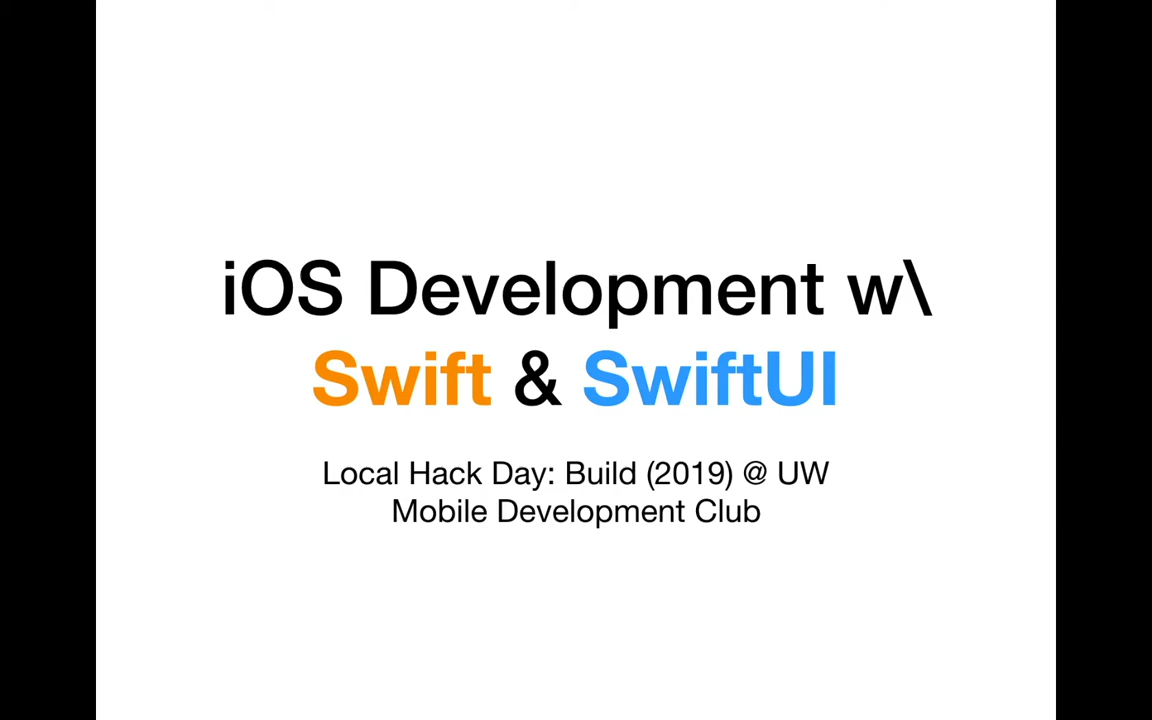 iOS Development w\
Swift & SwiftUI
Local Hack Day: Build (2019) @ UW
Mobile Development Club